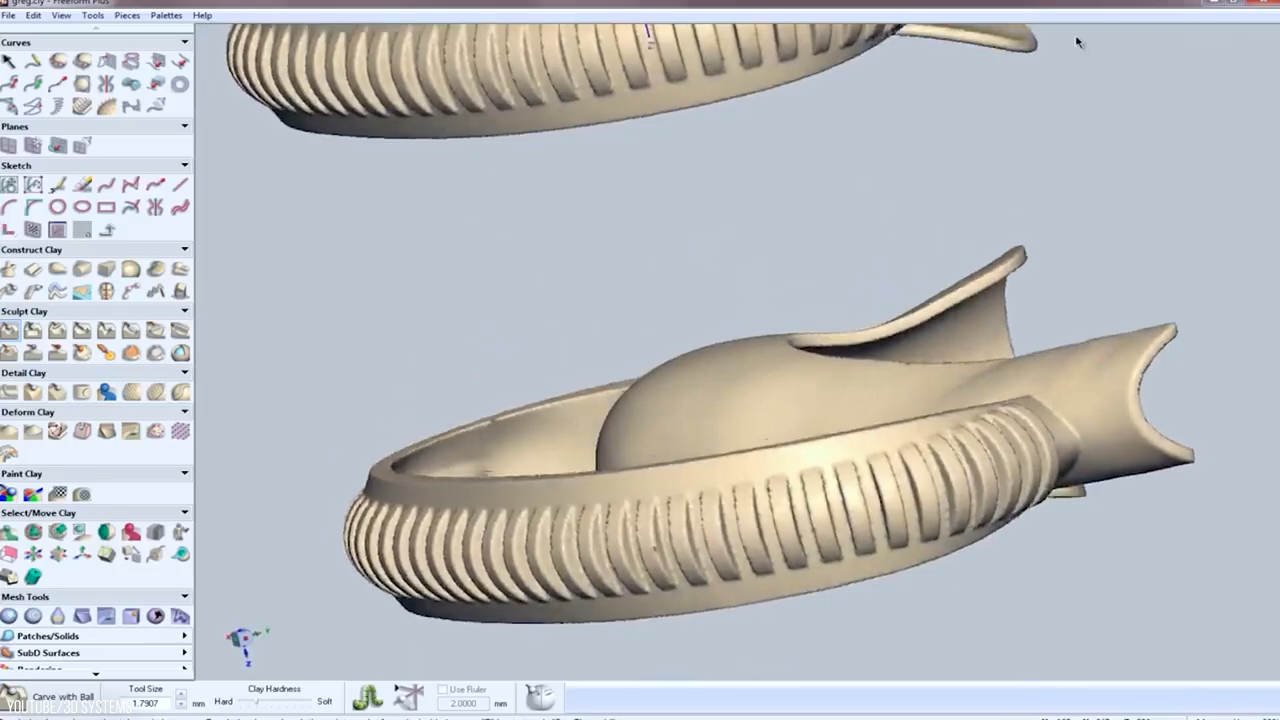 greg.cly - Freeform Plus
File Edit View Tools Pieces Palettes Help
Curves
Planes
Sketch
Construct Clay
Sculpt Clay
Detail Clay
Deform Clay
Paint Clay
Select/Move Clay
Mesh Tools
Patches/Solids
SubD Surfaces
Carve with Ball
Tool Size
1.7907 mm
Clay Hardness
Hard Soft
Use Ruler
2.0000 mm
YOUTUBE/3D SYSTEMS